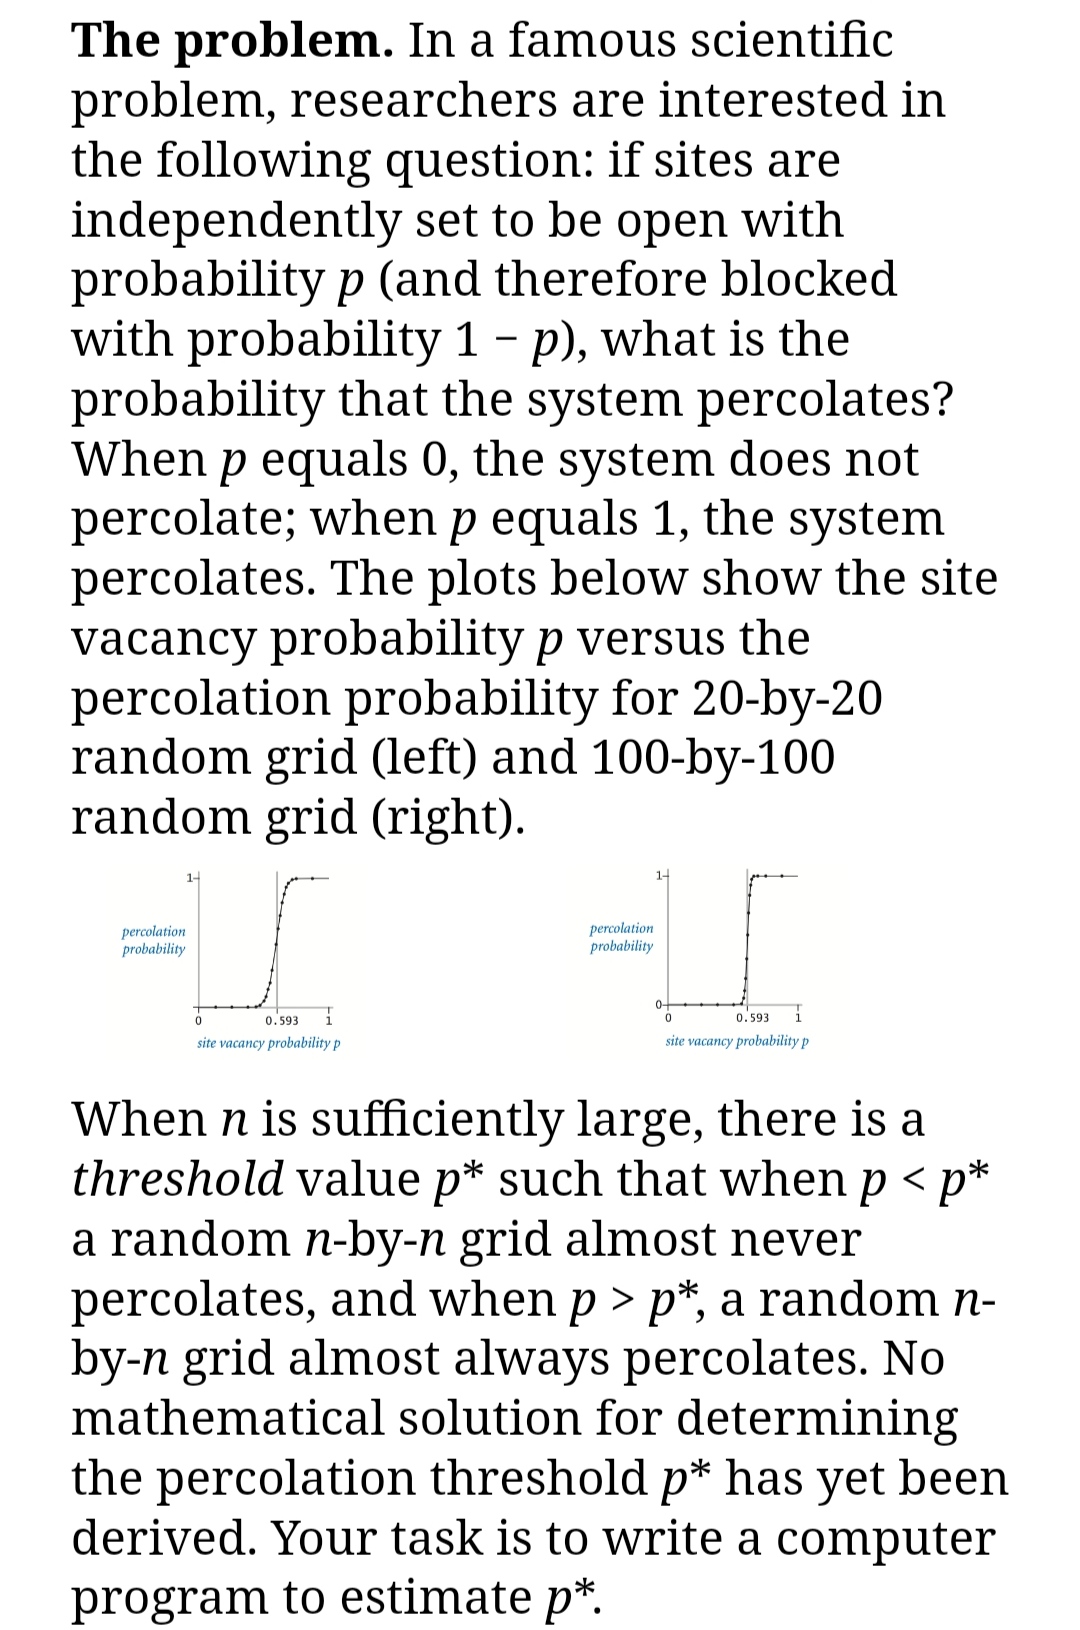 The problem. In a famous scientific
problem, researchers are interested in
the following question: if sites are
independently set to be open with
probability p (and therefore blocked
with probability 1 − p), what is the
probability that the system percolates?
When p equals 0, the system does not
percolate; when p equals 1, the system
percolates. The plots below show the site
vacancy probability p versus the
percolation probability for 20-by-20
random grid (left) and 100-by-100
random grid (right).
1
percolation
probability
0 0.593 1
site vacancy probability p
1
percolation
probability
0
0 0.593 1
site vacancy probability p
When n is sufficiently large, there is a
threshold value p* such that when p < p*
a random n-by-n grid almost never
percolates, and when p > p*, a random n-
by-n grid almost always percolates. No
mathematical solution for determining
the percolation threshold p* has yet been
derived. Your task is to write a computer
program to estimate p*.